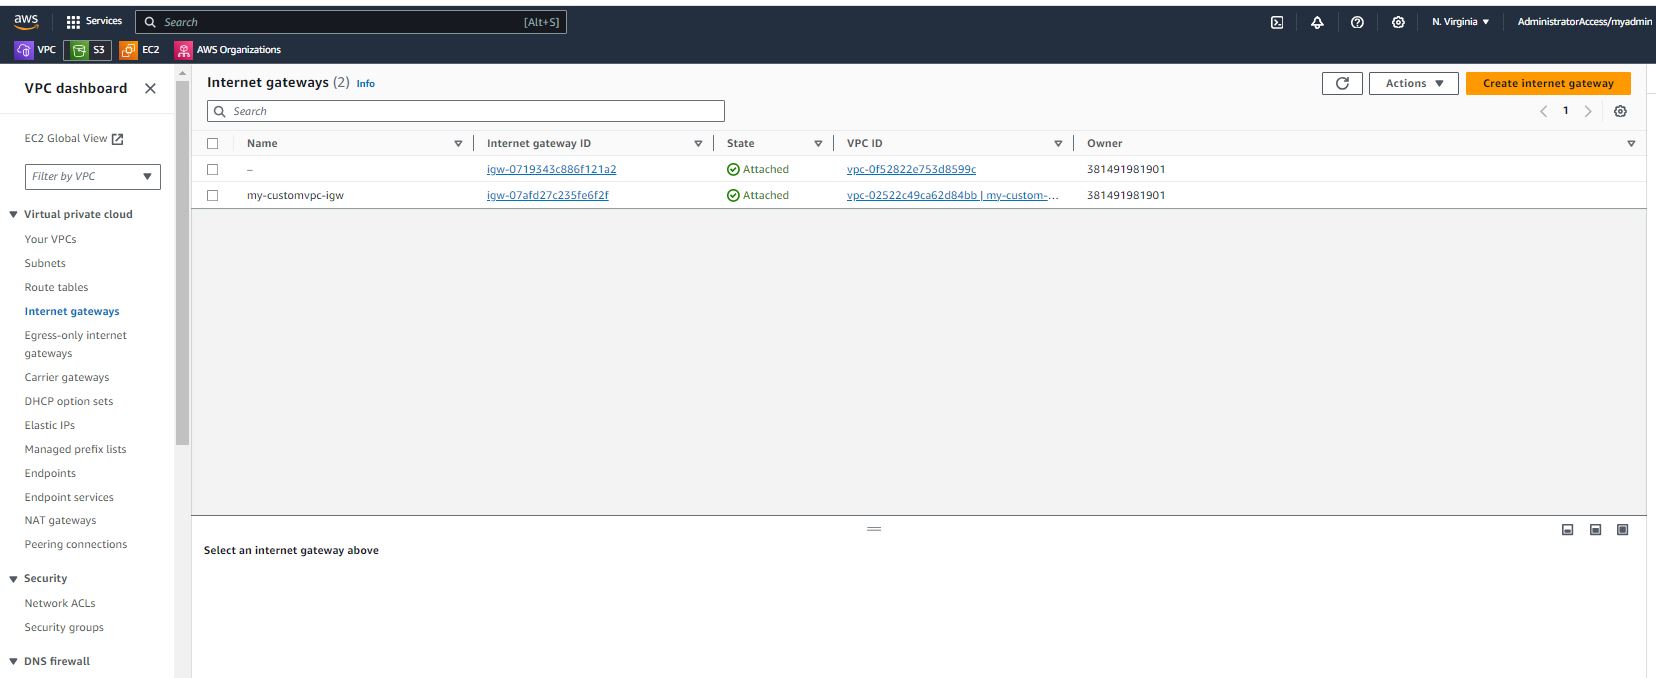 aws Services Search [Alt+S] N. Virginia AdministratorAccess/myadmin
VPC S3 EC2 AWS Organizations
VPC dashboard
EC2 Global View
Filter by VPC
Virtual private cloud
Your VPCs
Subnets
Route tables
Internet gateways
Egress-only internet
gateways
Carrier gateways
DHCP option sets
Elastic IPs
Managed prefix lists
Endpoints
Endpoint services
NAT gateways
Peering connections
Security
Network ACLs
Security groups
DNS firewall
Internet gateways (2) Info Actions Create internet gateway
Search 1
Name Internet gateway ID State VPC ID Owner
– igw-0719343c886f121a2 Attached vpc-0f52822e753d8599c 381491981901
my-customvpc-igw igw-07afd27c235fe6f2f Attached vpc-02522c49ca62d84bb | my-custom-... 381491981901
Select an internet gateway above